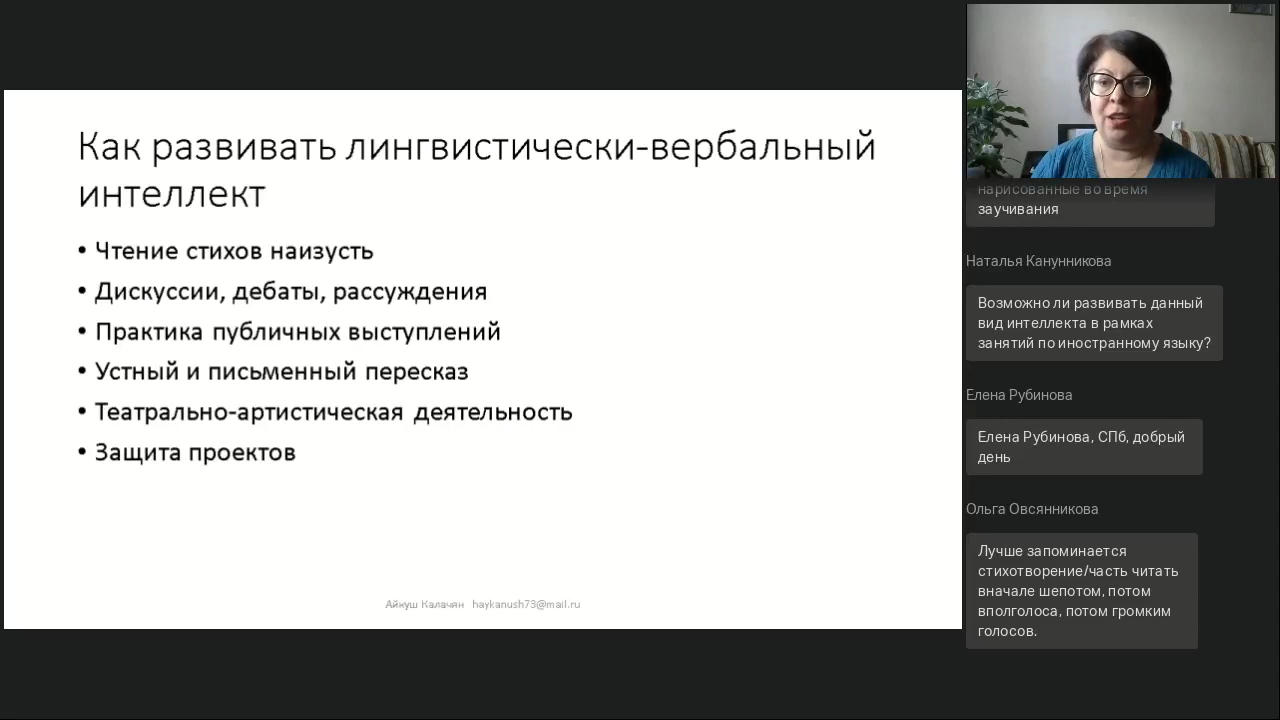 Как развивать лингвистически-вербальный
интеллект
• Чтение стихов наизусть
• Дискуссии, дебаты, рассуждения
• Практика публичных выступлений
• Устный и письменный пересказ
• Театрально-артистическая деятельность
• Защита проектов
Айкуш Калачян haykanush73@mail.ru
нарисованные во время
заучивания
Наталья Канунникова
Возможно ли развивать данный
вид интеллекта в рамках
занятий по иностранному языку?
Елена Рубинова
Елена Рубинова, СПб, добрый
день
Ольга Овсянникова
Лучше запоминается
стихотворение/часть читать
вначале шепотом, потом
вполголоса, потом громким
голосов.